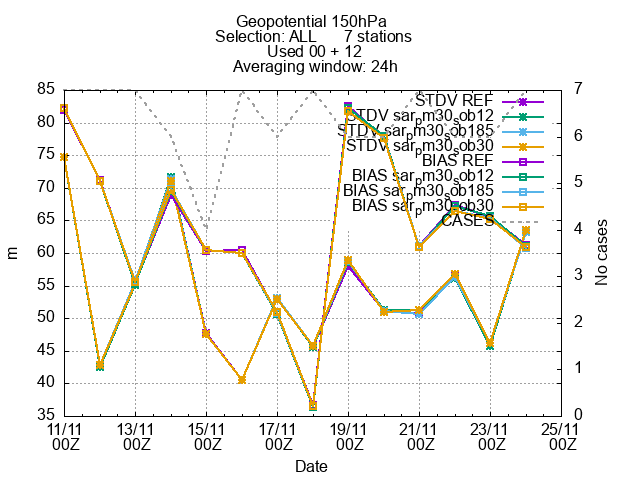 Geopotential 150hPa
Selection: ALL 7 stations
Used 00 + 12
Averaging window: 24h
85
80
75
70
65
60
55
50
45
40
35
m
7
6
5
4
3
2
1
0
No cases
STDV REF
STDV sar_pm30_sob12
STDV sar_pm30_sob185
STDV sar_pm30_sob30
BIAS REF
BIAS sar_pm30_sob12
BIAS sar_pm30_sob185
BIAS sar_pm30_sob30
CASES
11/11 13/11 15/11 17/11 19/11 21/11 23/11 25/11
00Z 00Z 00Z 00Z 00Z 00Z 00Z 00Z
Date